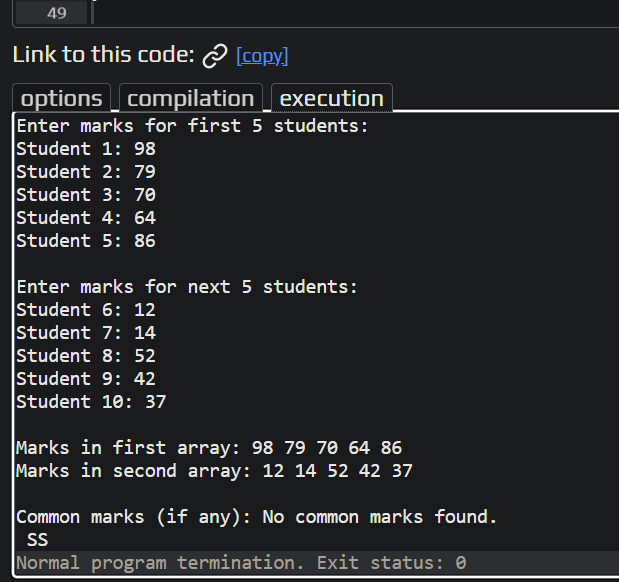 49
Link to this code: [copy]
options compilation execution
Enter marks for first 5 students:
Student 1: 98
Student 2: 79
Student 3: 70
Student 4: 64
Student 5: 86
Enter marks for next 5 students:
Student 6: 12
Student 7: 14
Student 8: 52
Student 9: 42
Student 10: 37
Marks in first array: 98 79 70 64 86
Marks in second array: 12 14 52 42 37
Common marks (if any): No common marks found.
SS
Normal program termination. Exit status: 0